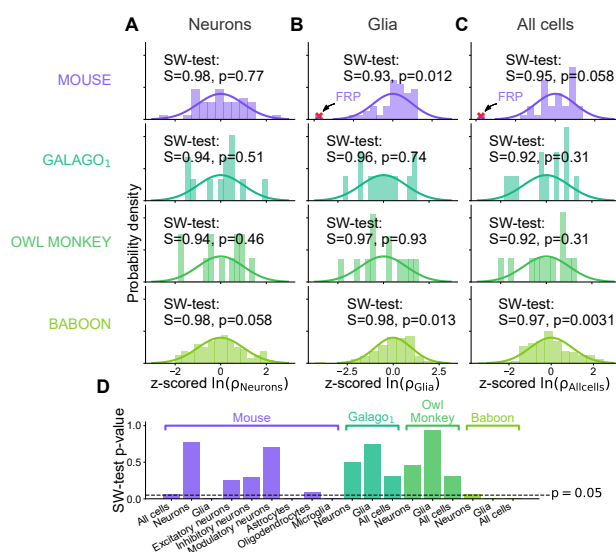 A Neurons B Glia C All cells
MOUSE
SW-test:
S=0.98, p=0.77
SW-test:
S=0.93, p=0.012
FRP
SW-test:
S=0.95, p=0.058
FRP
GALAGO1
SW-test:
S=0.94, p=0.51
SW-test:
S=0.96, p=0.74
SW-test:
S=0.92, p=0.31
OWL MONKEY
SW-test:
S=0.94, p=0.46
SW-test:
S=0.97, p=0.93
SW-test:
S=0.92, p=0.31
BABOON
SW-test:
S=0.98, p=0.058
SW-test:
S=0.98, p=0.013
SW-test:
S=0.97, p=0.0031
Probability density
−2 0 2
−2.5 0.0 2.5
−2 0 2
z-scored ln(ρNeurons)
z-scored ln(ρGlia)
z-scored ln(ρAllcells)
D
Mouse
Galago1
Owl
Monkey
Baboon
SW-test p-value
1.0
0.5
0.0
p = 0.05
All cells
Neurons
Glia
Excitatory neurons
Inhibitory neurons
Modulatory neurons
Astrocytes
Oligodendrocytes
Microglia
Neurons
Glia
All cells
Neurons
Glia
All cells
Neurons
Glia
All cells